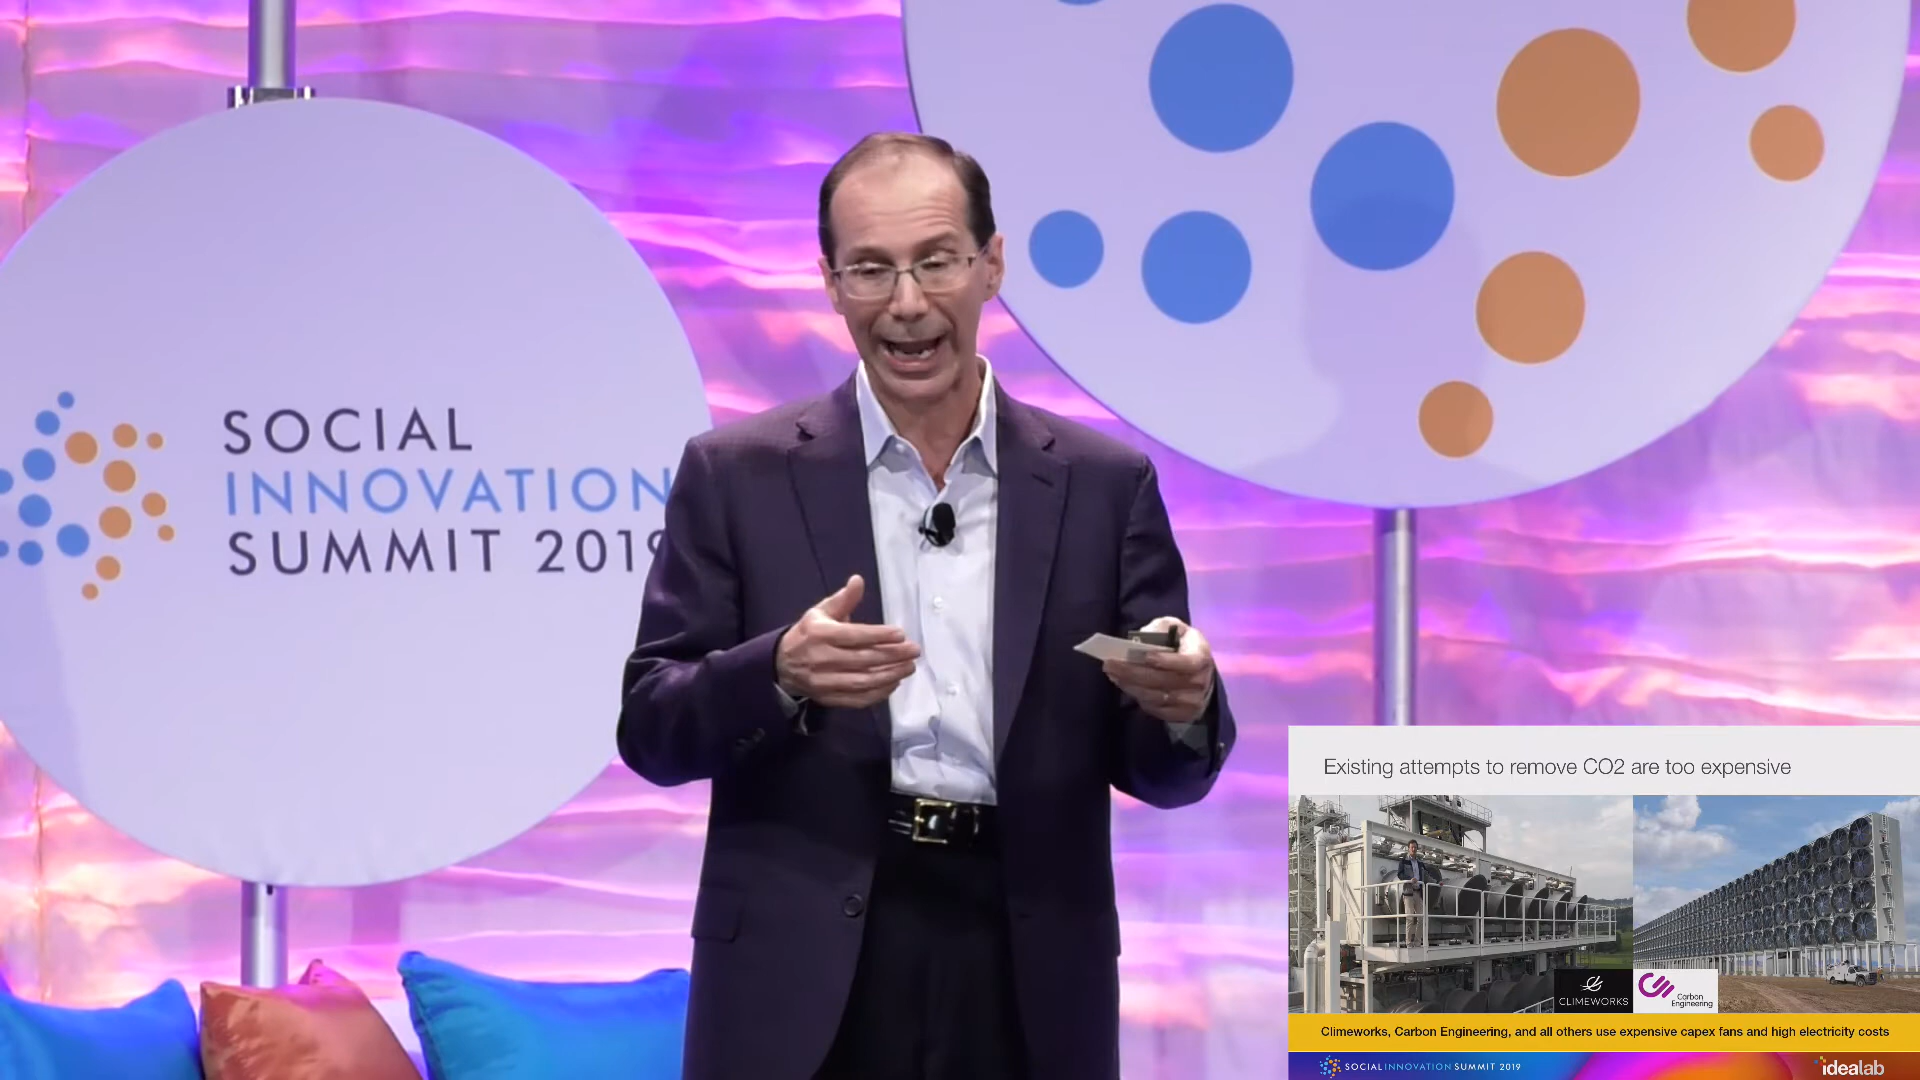 SOCIAL
INNOVATION
SUMMIT 2019
Existing attempts to remove CO2 are too expensive
CLIMEWORKS
Carbon
Engineering
Climeworks, Carbon Engineering, and all others use expensive capex fans and high electricity costs
SOCIAL INNOVATION SUMMIT 2019
idealab